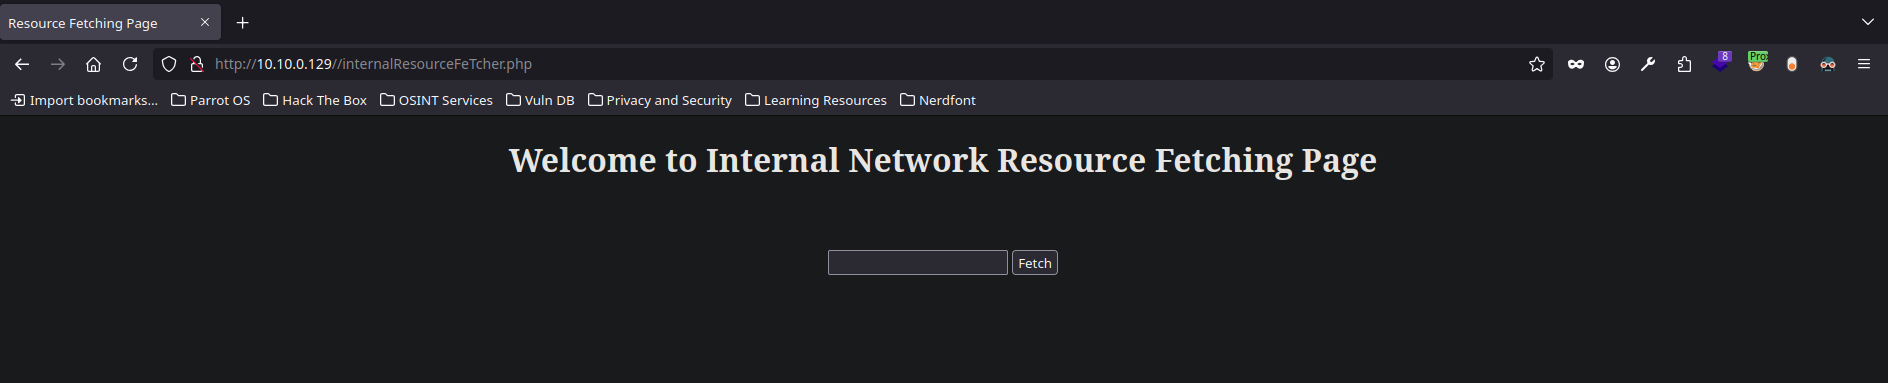 Resource Fetching Page
http://10.10.0.129//internalResourceFeTcher.php
8
Pro
Import bookmarks... Parrot OS Hack The Box OSINT Services Vuln DB Privacy and Security Learning Resources Nerdfont
Welcome to Internal Network Resource Fetching Page
Fetch